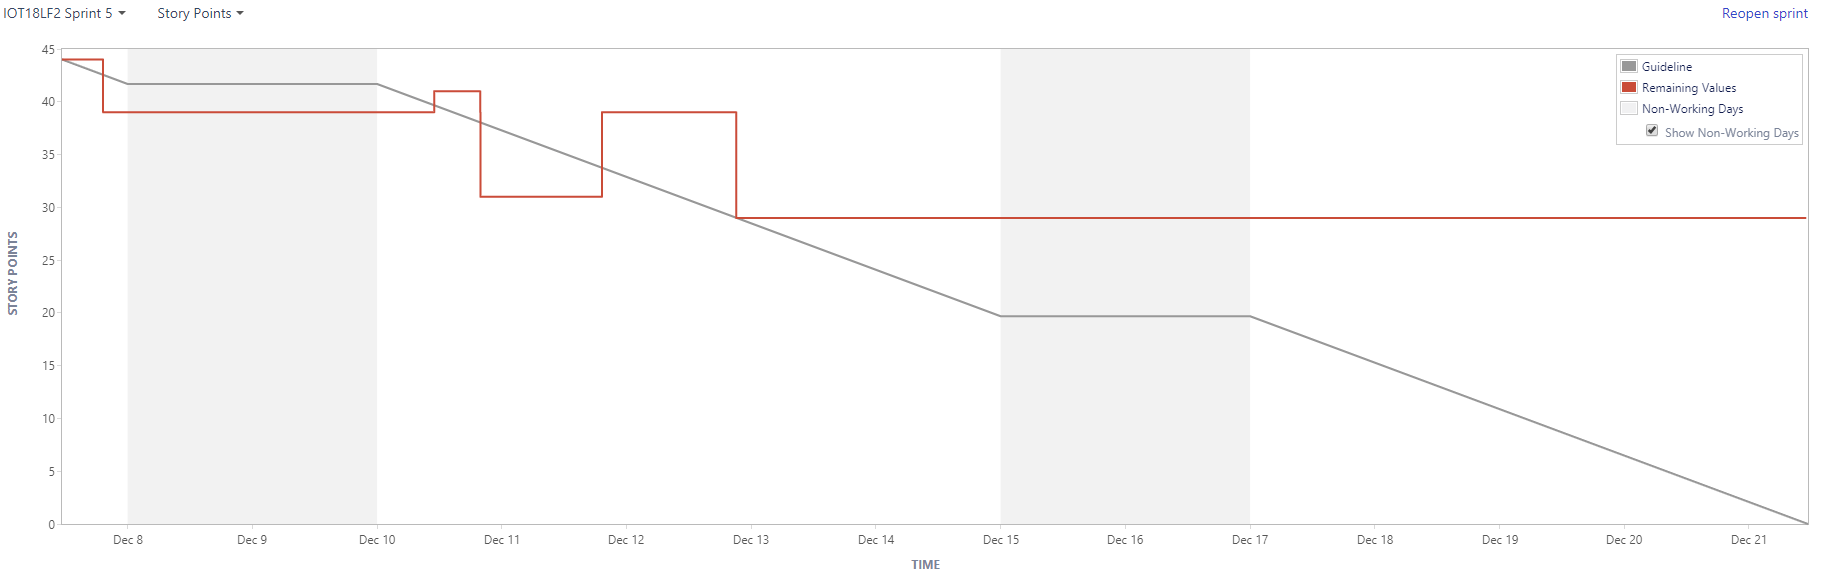 IOT18LF2 Sprint 5 Story Points Reopen sprint
45
40
35
30
25
20
15
10
5
0
STORY POINTS
Guideline
Remaining Values
Non-Working Days
Show Non-Working Days
Dec 8 Dec 9 Dec 10 Dec 11 Dec 12 Dec 13 Dec 14 Dec 15 Dec 16 Dec 17 Dec 18 Dec 19 Dec 20 Dec 21
TIME